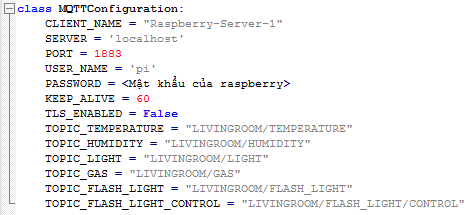 class MQTTConfiguration:
CLIENT_NAME = "Raspberry-Server-1"
SERVER = 'localhost'
PORT = 1883
USER_NAME = 'pi'
PASSWORD = <Mật khẩu của raspberry>
KEEP_ALIVE = 60
TLS_ENABLED = False
TOPIC_TEMPERATURE = "LIVINGROOM/TEMPERATURE"
TOPIC_HUMIDITY = "LIVINGROOM/HUMIDITY"
TOPIC_LIGHT = "LIVINGROOM/LIGHT"
TOPIC_GAS = "LIVINGROOM/GAS"
TOPIC_FLASH_LIGHT = "LIVINGROOM/FLASH_LIGHT"
TOPIC_FLASH_LIGHT_CONTROL = "LIVINGROOM/FLASH_LIGHT/CONTROL"